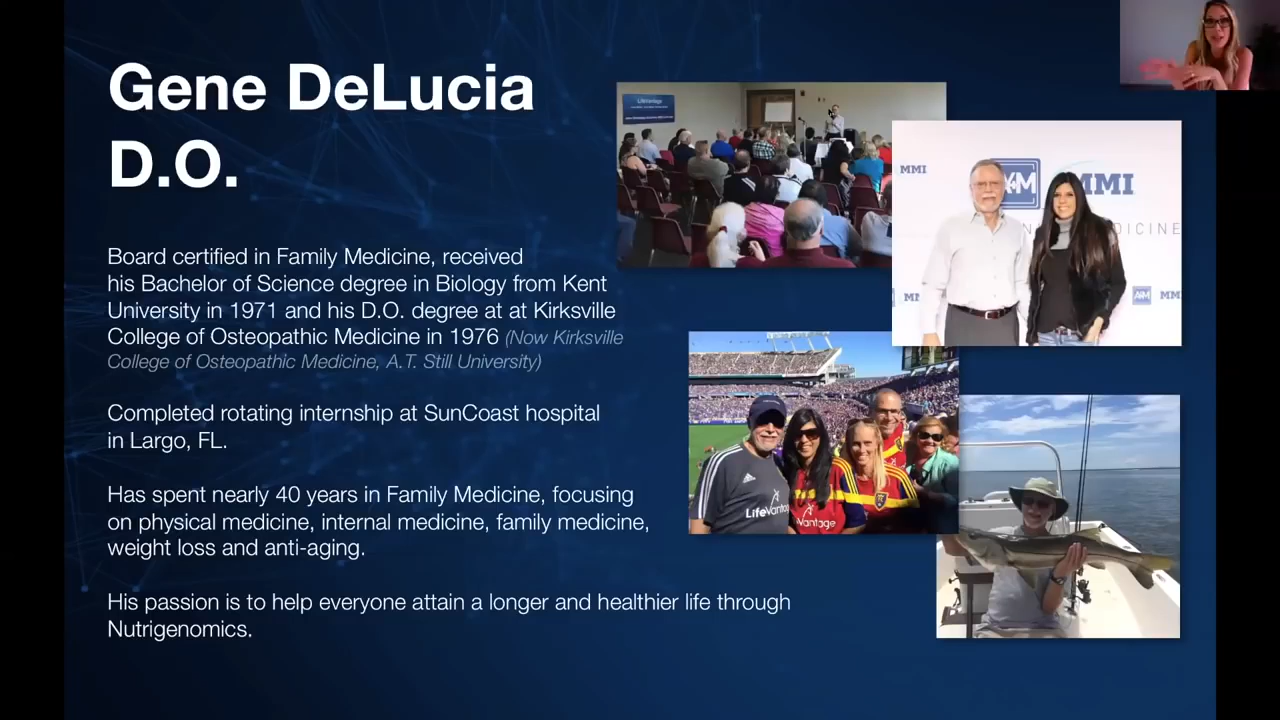 Gene DeLucia
D.O.
Board certified in Family Medicine, received
his Bachelor of Science degree in Biology from Kent
University in 1971 and his D.O. degree at at Kirksville
College of Osteopathic Medicine in 1976 (Now Kirksville
College of Osteopathic Medicine, A.T. Still University)
Completed rotating internship at SunCoast hospital
in Largo, FL.
Has spent nearly 40 years in Family Medicine, focusing
on physical medicine, internal medicine, family medicine,
weight loss and anti-aging.
His passion is to help everyone attain a longer and healthier life through
Nutrigenomics.
LifeVantage
MMI
MMI
DICINE
MMI
LifeVanta
Vantage